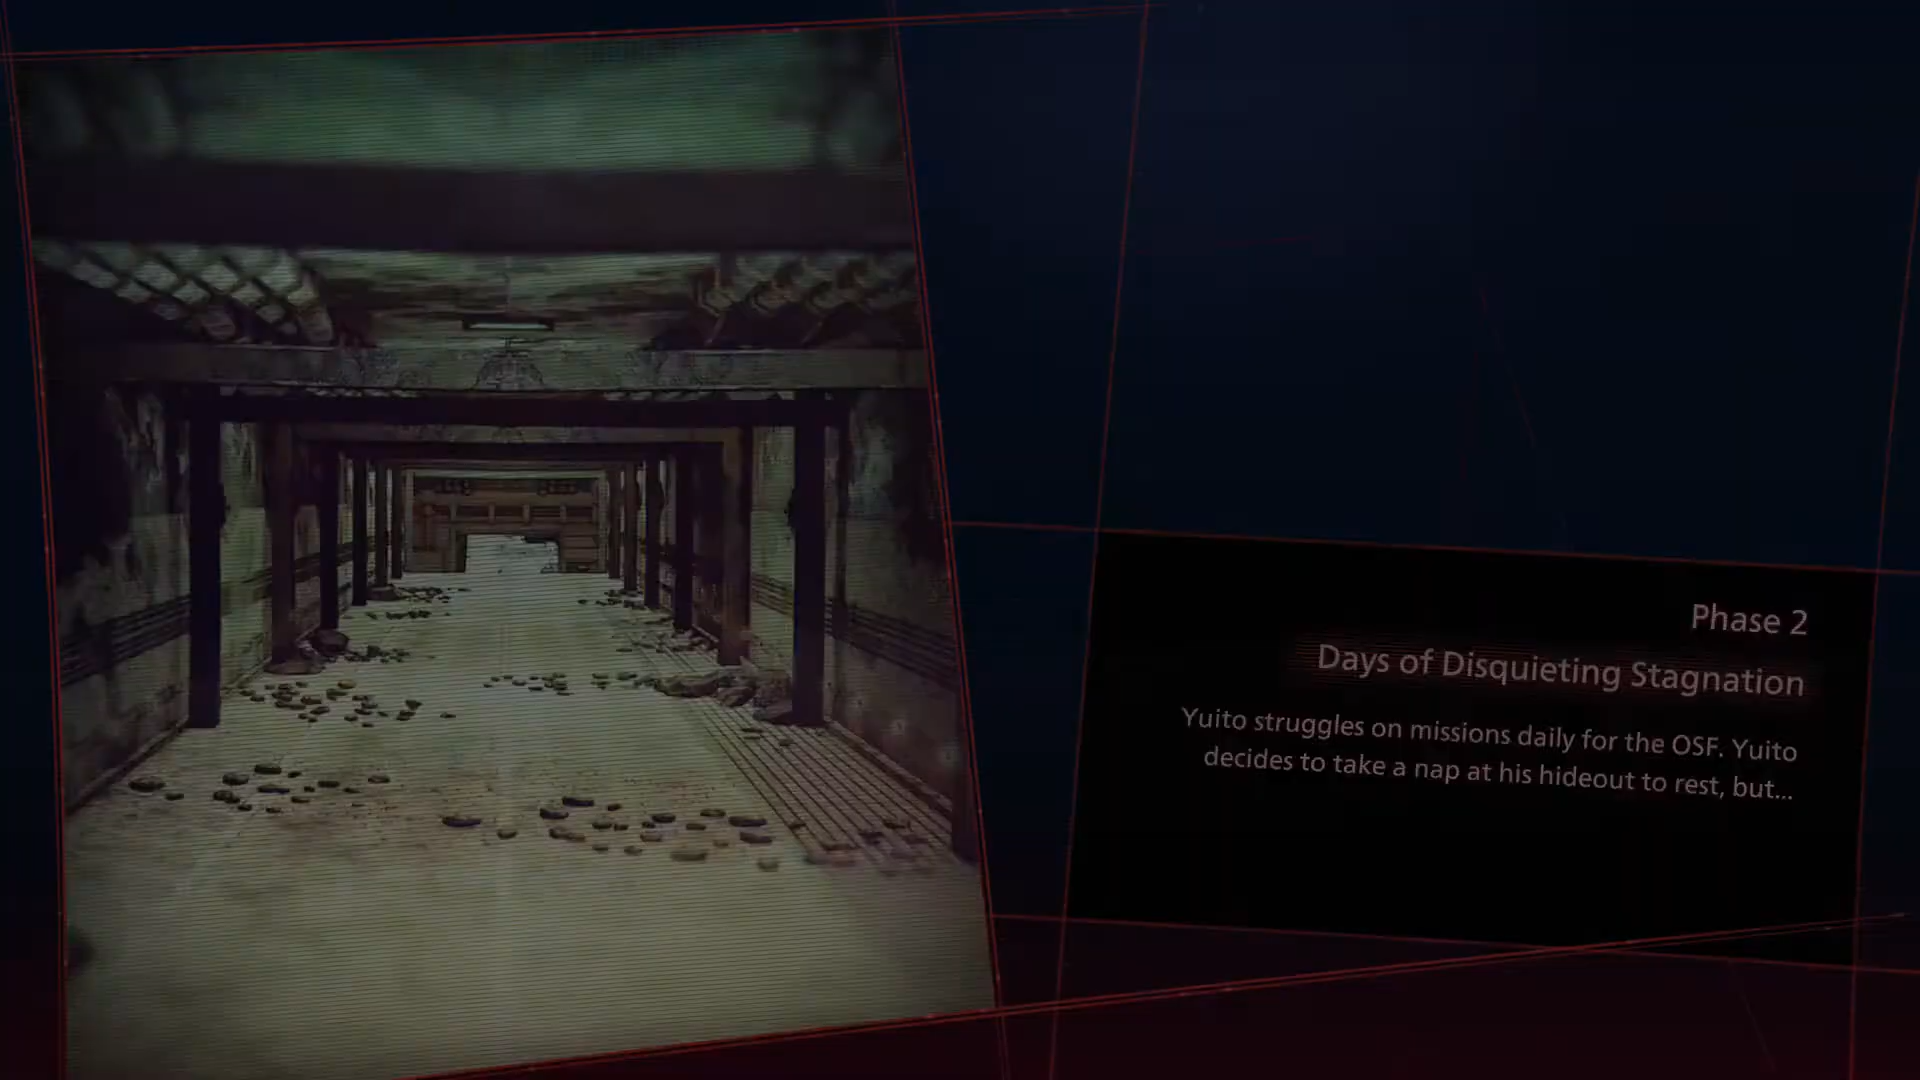 Phase 2
Days of Disquieting Stagnation
Yuito struggles on missions daily for the OSF. Yuito
decides to take a nap at his hideout to rest, but...